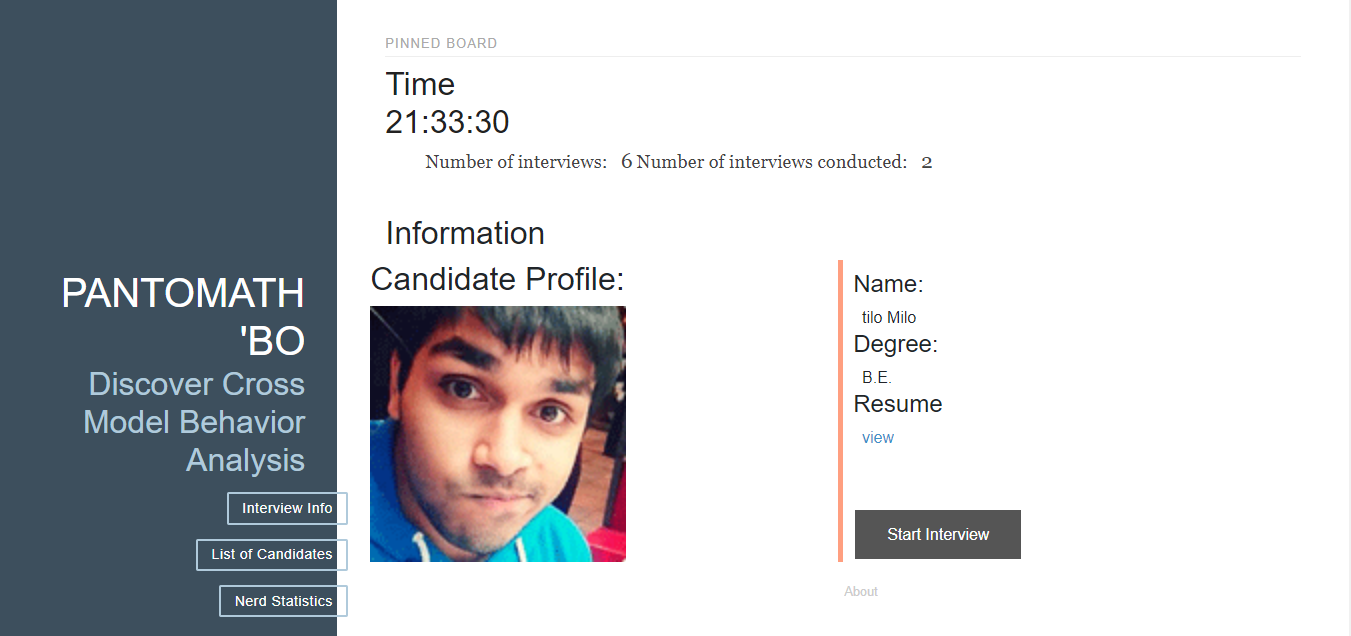 PANTOMATH
'BO
Discover Cross
Model Behavior
Analysis
Interview Info
List of Candidates
Nerd Statistics
PINNED BOARD
Time
21:33:30
Number of interviews: 6 Number of interviews conducted: 2
Information
Candidate Profile:
Name:
tilo Milo
Degree:
B.E.
Resume
view
Start Interview
About